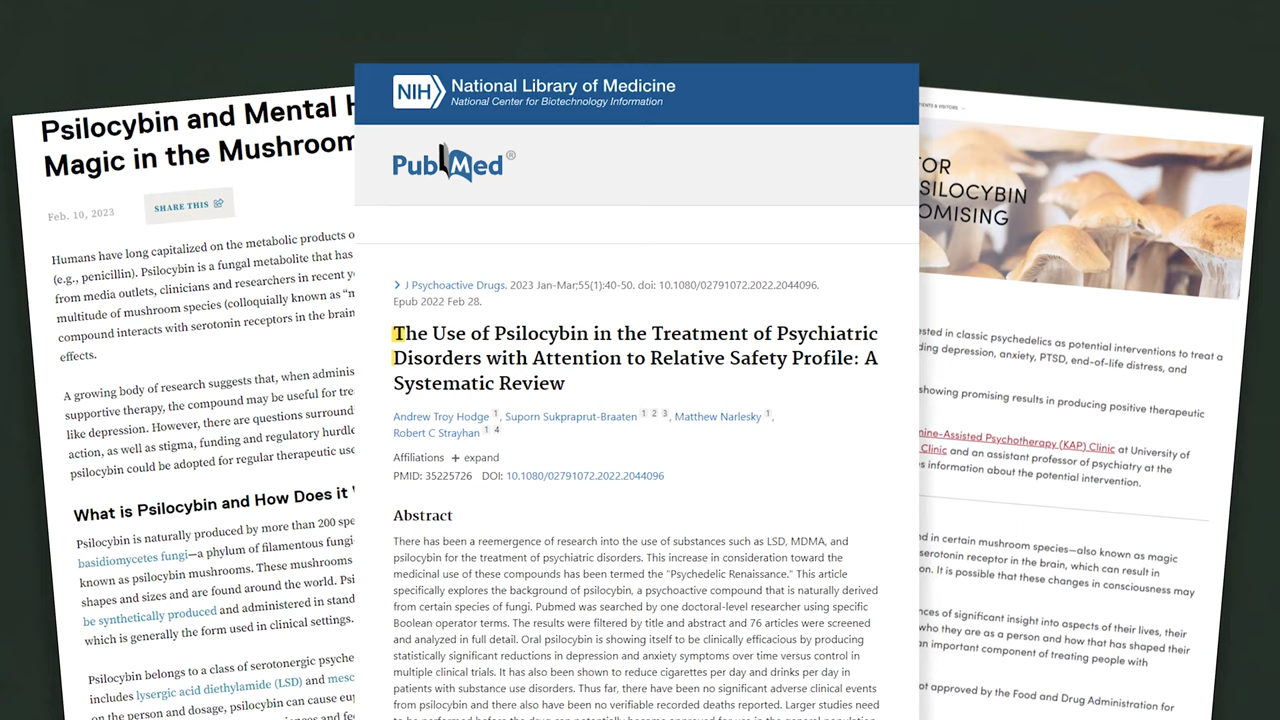 Psilocybin and Mental H
Magic in the Mushroom
Feb. 10, 2023
SHARE THIS
Humans have long capitalized on the metabolic products o
(e.g., penicillin). Psilocybin is a fungal metabolite that has
from media outlets, clinicians and researchers in recent y
multitude of mushroom species (colloquially known as “m
compound interacts with serotonin receptors in the brain
effects.
A growing body of research suggests that, when adminis
supportive therapy, the compound may be useful for tre
like depression. However, there are questions surround
action, as well as stigma, funding and regulatory hurdle
psilocybin could be adopted for regular therapeutic use
What is Psilocybin and How Does it
Psilocybin is naturally produced by more than 200 spe
basidiomycetes fungi—a phylum of filamentous fungi
known as psilocybin mushrooms. These mushrooms
shapes and sizes and are found around the world. Psi
be synthetically produced and administered in stand
which is generally the form used in clinical settings.
Psilocybin belongs to a class of serotonergic psyche
includes lysergic acid diethylamide (LSD) and mesc
on the person and dosage, psilocybin can cause eup
NIH National Library of Medicine
National Center for Biotechnology Information
PubMed®
J Psychoactive Drugs. 2023 Jan-Mar;55(1):40-50. doi: 10.1080/02791072.2022.2044096.
Epub 2022 Feb 28.
The Use of Psilocybin in the Treatment of Psychiatric
Disorders with Attention to Relative Safety Profile: A
Systematic Review
Andrew Troy Hodge 1, Suporn Sukpraprut-Braaten 1 2 3, Matthew Narlesky 1,
Robert C Strayhan 1 4
Affiliations + expand
PMID: 35225726 DOI: 10.1080/02791072.2022.2044096
Abstract
There has been a reemergence of research into the use of substances such as LSD, MDMA, and
psilocybin for the treatment of psychiatric disorders. This increase in consideration toward the
medicinal use of these compounds has been termed the "Psychedelic Renaissance." This article
specifically explores the background of psilocybin, a psychoactive compound that is naturally derived
from certain species of fungi. Pubmed was searched by one doctoral-level researcher using specific
Boolean operator terms. The results were filtered by title and abstract and 76 articles were screened
and analyzed in full detail. Oral psilocybin is showing itself to be clinically efficacious by producing
statistically significant reductions in depression and anxiety symptoms over time versus control in
multiple clinical trials. It has also been shown to reduce cigarettes per day and drinks per day in
patients with substance use disorders. Thus far, there have been no significant adverse clinical events
from psilocybin and there also have been no verifiable recorded deaths reported. Larger studies need
& VISITORS
OR
SILOCYBIN
OMISING
ested in classic psychedelics as potential interventions to treat a
ding depression, anxiety, PTSD, end-of-life distress, and
showing promising results in producing positive therapeutic
mine-Assisted Psychotherapy (KAP) Clinic at University of
Clinic and an assistant professor of psychiatry at the
s information about the potential intervention.
nd in certain mushroom species—also known as magic
serotonin receptor in the brain, which can result in
on. It is possible that these changes in consciousness may
nces of significant insight into aspects of their lives, their
who they are as a person and how that has shaped their
an important component of treating people with
ot approved by the Food and Drug Administration for